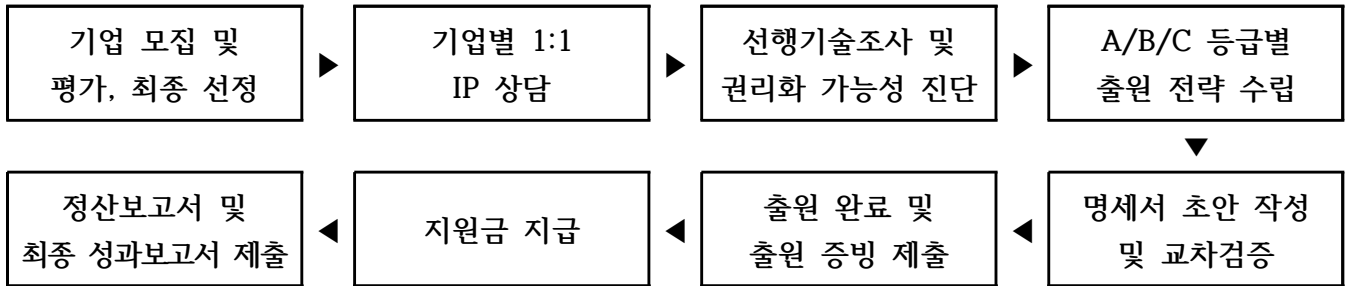 기업 모집 및
평가, 최종 선정
▶
기업별 1:1
IP 상담
▶
선행기술조사 및
권리화 가능성 진단
▶
A/B/C 등급별
출원 전략 수립
▼
명세서 초안 작성
및 교차검증
◀
출원 완료 및
출원 증빙 제출
◀
지원금 지급
◀
정산보고서 및
최종 성과보고서 제출